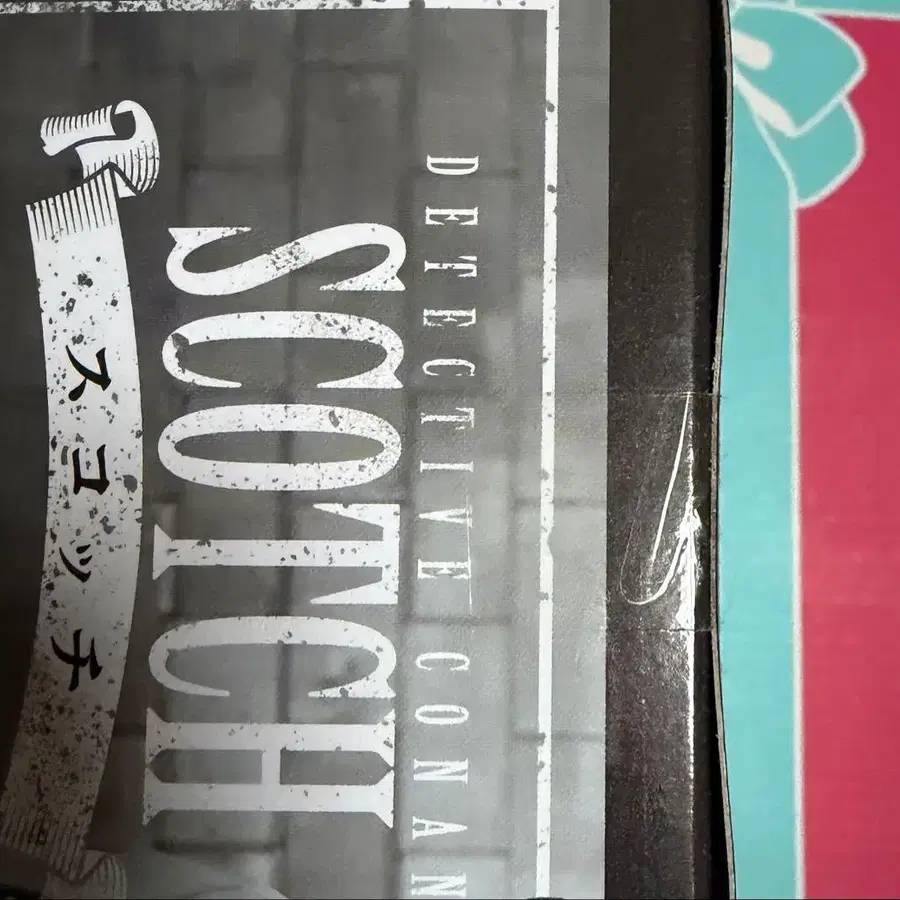 DETECTIVE CONAN
SCOTCH
スコッチ